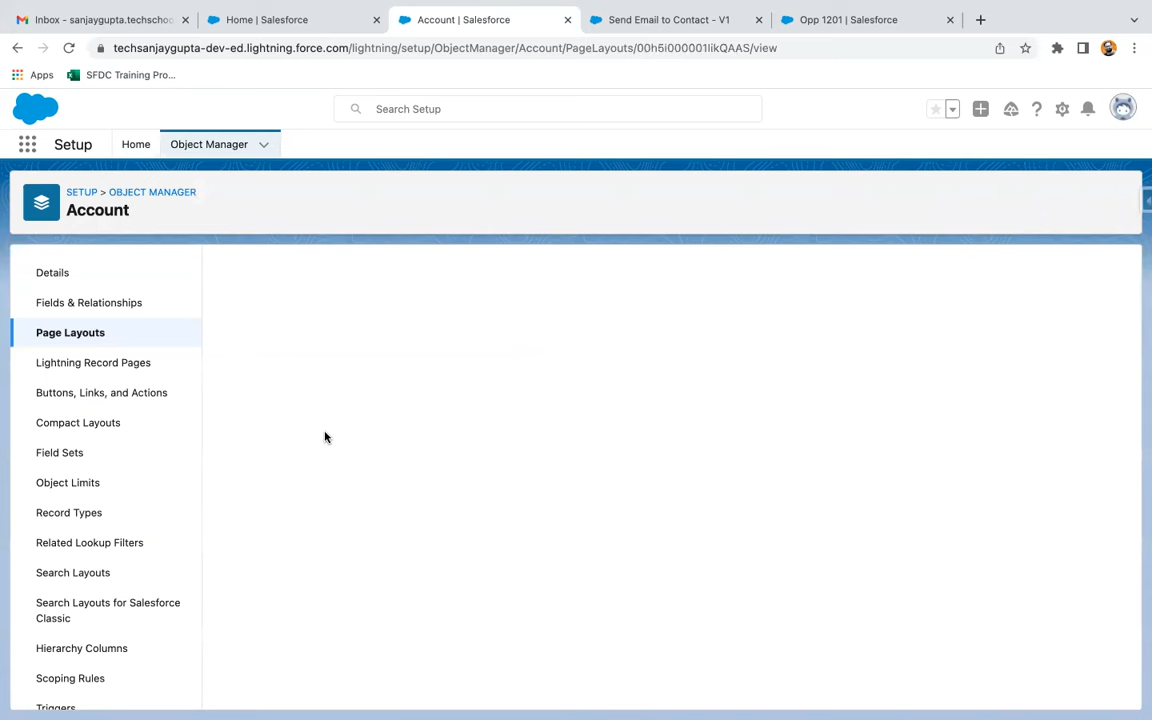 Inbox - sanjaygupta.techschoo
Home | Salesforce
Account | Salesforce
Send Email to Contact - V1
Opp 1201 | Salesforce
techsanjaygupta-dev-ed.lightning.force.com/lightning/setup/ObjectManager/Account/PageLayouts/00h5i000001IikQAAS/view
Apps
SFDC Training Pro...
Search Setup
Setup
Home
Object Manager
SETUP > OBJECT MANAGER
Account
Details
Fields & Relationships
Page Layouts
Lightning Record Pages
Buttons, Links, and Actions
Compact Layouts
Field Sets
Object Limits
Record Types
Related Lookup Filters
Search Layouts
Search Layouts for Salesforce
Classic
Hierarchy Columns
Scoping Rules
Triggers